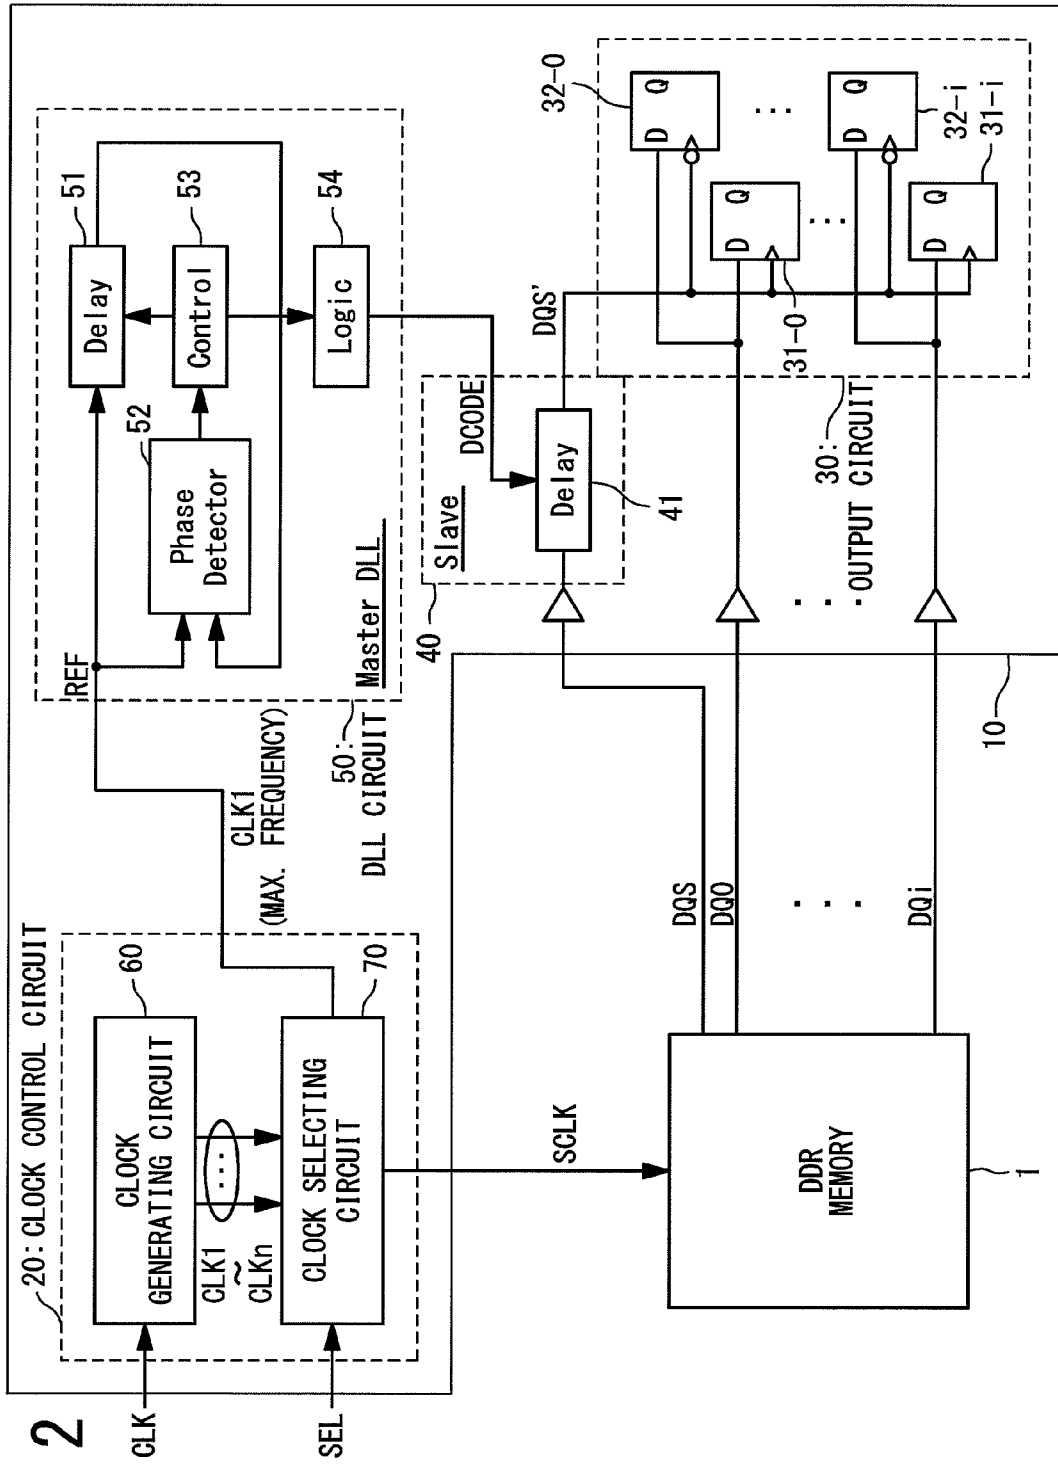 2
20:CLOCK CONTROL CIRCUIT
CLK
SEL
CLOCK
GENERATING CIRCUIT
60
CLK1
~
CLKn
...
CLOCK SELECTING
CIRCUIT
70
CLK1
(MAX. FREQUENCY)
REF
50:
DLL CIRCUIT
Master DLL
Phase
Detector
52
Delay
51
Control
53
Logic
54
DCODE
40
Slave
Delay
41
DQS'
SCLK
DDR
MEMORY
1
DQS
DQ0
...
DQi
10
...
30:
OUTPUT CIRCUIT
32-0
D Q
31-0
D Q
...
...
32-i
D Q
31-i
D Q